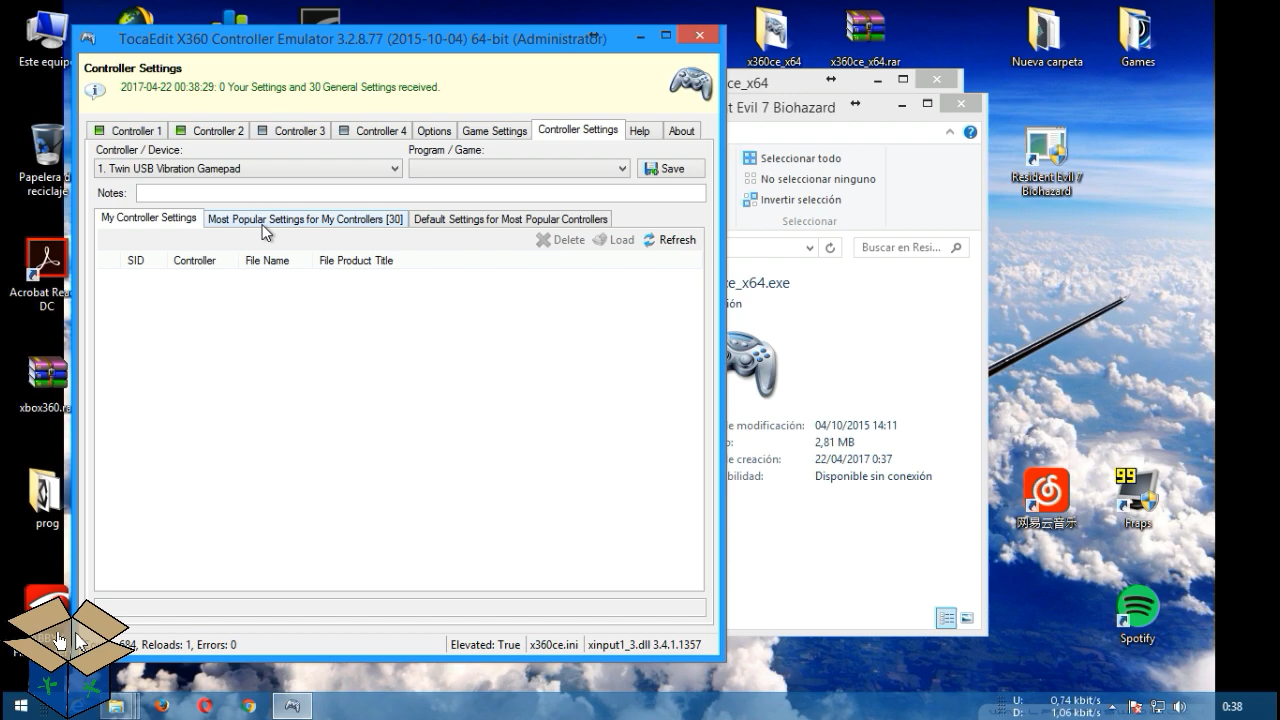 Este equipo
Papelera de
reciclaje
Acrobat Rea
DC
xbox360.ra
prog
TocaEdit X360 Controller Emulator 3.2.8.77 (2015-10-04) 64-bit (Administrator)
Controller Settings
2017-04-22 00:38:29: 0 Your Settings and 30 General Settings received.
Controller 1
Controller 2
Controller 3
Controller 4
Options
Game Settings
Controller Settings
Help
About
Controller / Device:
Program / Game:
1. Twin USB Vibration Gamepad
Save
Notes:
My Controller Settings
Most Popular Settings for My Controllers [30]
Default Settings for Most Popular Controllers
Delete
Load
Refresh
SID
Controller
File Name
File Product Title
684, Reloads: 1, Errors: 0
Elevated: True
x360ce.ini
xinput1_3.dll 3.4.1.1357
x360ce_x64
x360ce_x64.rar
ce_x64
t Evil 7 Biohazard
Seleccionar todo
No seleccionar ninguno
Invertir selección
Seleccionar
Buscar en Resi...
ce_x64.exe
ión
de modificación: 04/10/2015 14:11
o: 2,81 MB
de creación: 22/04/2017 0:37
bilidad: Disponible sin conexión
Nueva carpeta
Games
Resident Evil 7
Biohazard
网易云音乐
99
Fraps
Spotify
U: 0,74 kbit/s
D: 1,06 kbit/s
0:38